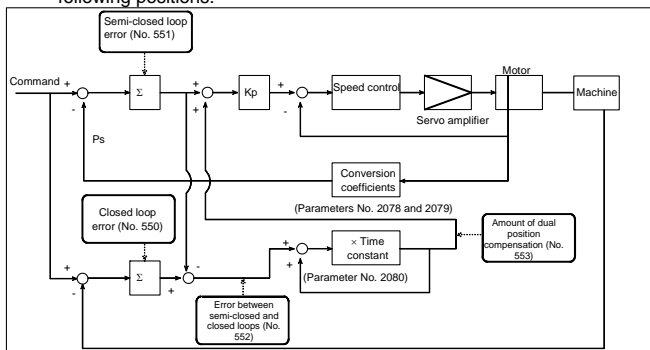 following positions.
Semi-closed loop
error (No. 551)
Command
+
-
Σ
+
+
Kp
+
-
Speed control
Servo amplifier
Motor
Machine
Ps
Conversion
coefficients
(Parameters No. 2078 and 2079)
Closed loop
error (No. 550)
Amount of dual
position
compensation (No.
553)
+
-
Σ
+
-
+
+
× Time
constant
(Parameter No. 2080)
Error between
semi-closed and
closed loops (No.
552)